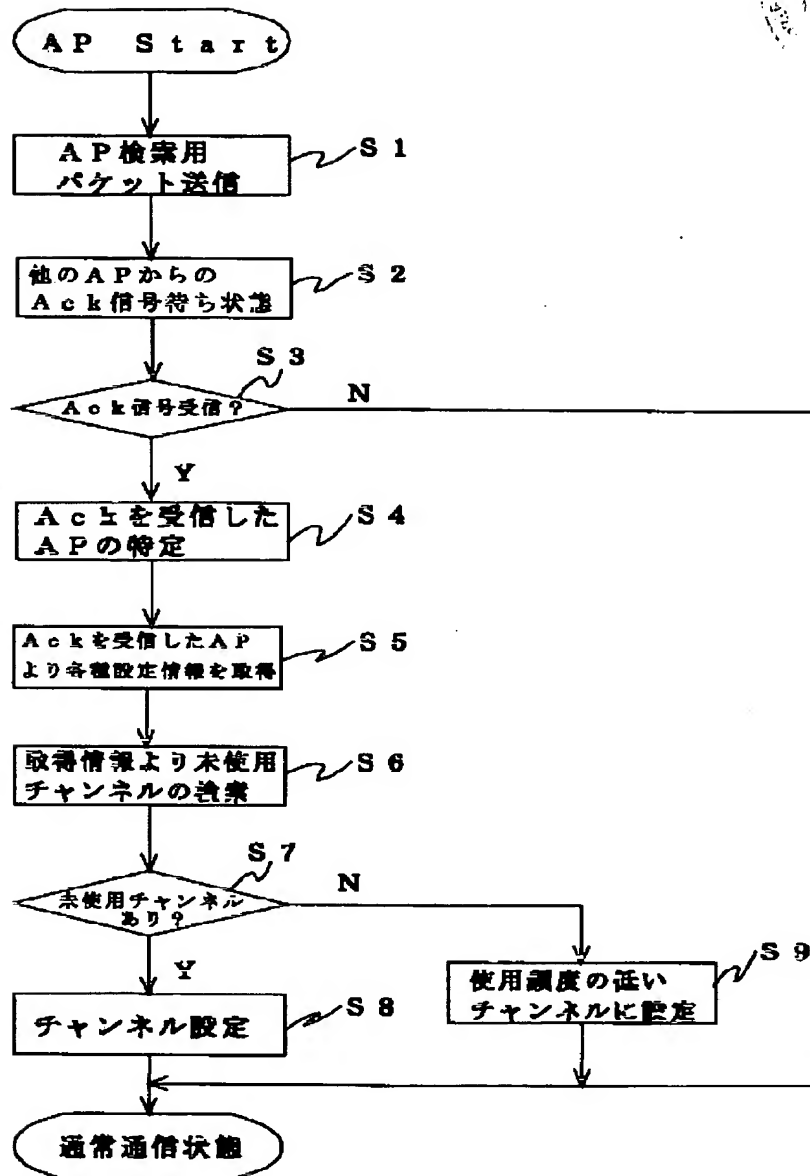 AP Start
AP検索用
パケット送信
S1
他のAPからの
Ack信号待ち状態
S2
S3
Ack信号受信?
N
Y
Ackを受信した
APの特定
S4
Ackを受信したAP
より各種設定情報を取得
S5
取得情報より未使用
チャンネルの検索
S6
S7
未使用チャンネル
あり?
N
Y
チャンネル設定
S8
使用頻度の低い
チャンネルに設定
S9
通常通信状態